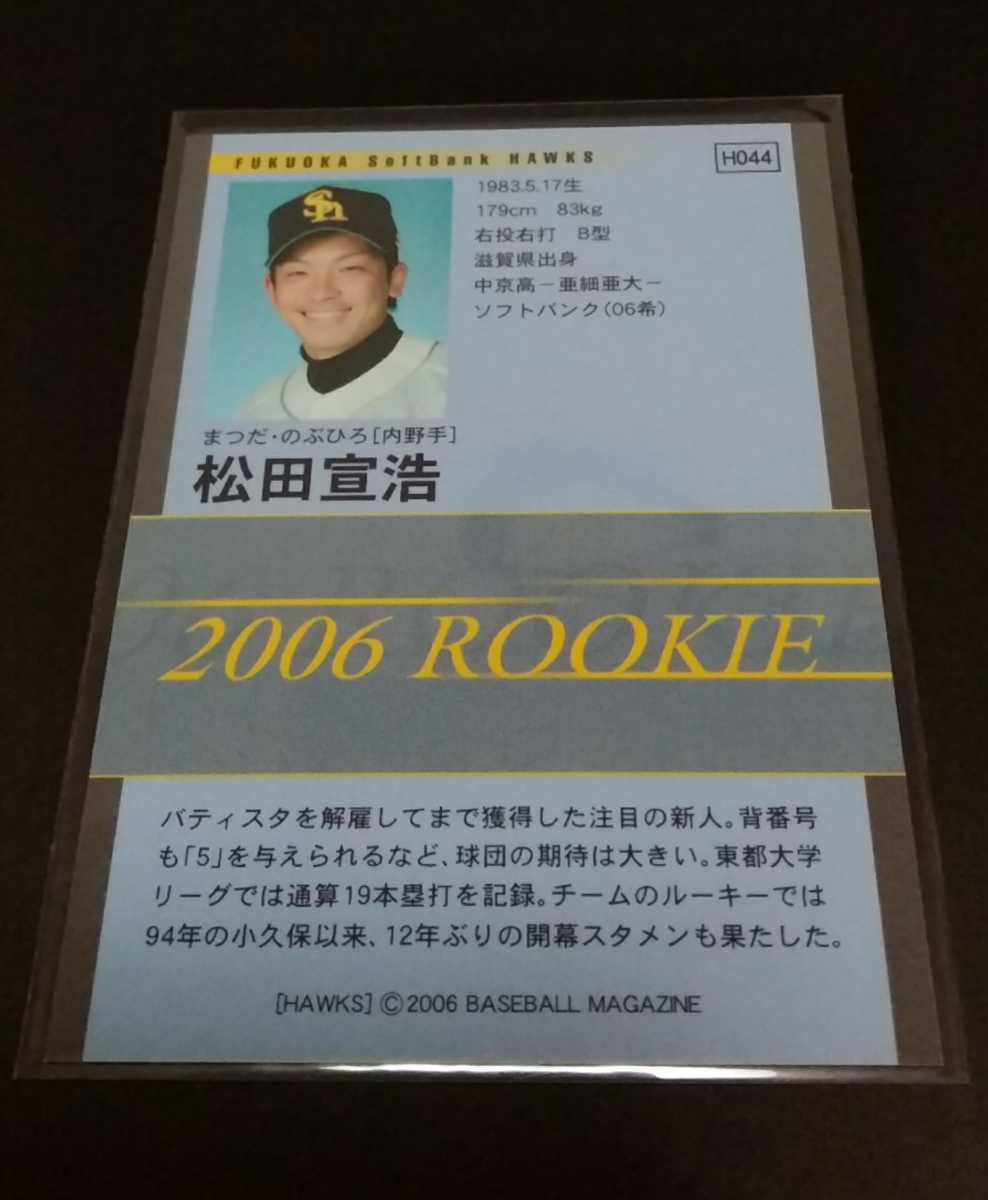 FUKUOKA SoftBank HAWKS
H044
1983.5.17生
179cm 83kg
右投右打 B型
滋賀県出身
中京高－亜細亜大－
ソフトバンク(06希)
Sh
まつだ・のぶひろ[内野手]
松田宣浩
2006 ROOKIE
バティスタを解雇してまで獲得した注目の新人。背番号
も「5」を与えられるなど、球団の期待は大きい。東都大学
リーグでは通算19本塁打を記録。チームのルーキーでは
94年の小久保以来、12年ぶりの開幕スタメンも果たした。
[HAWKS] ©2006 BASEBALL MAGAZINE